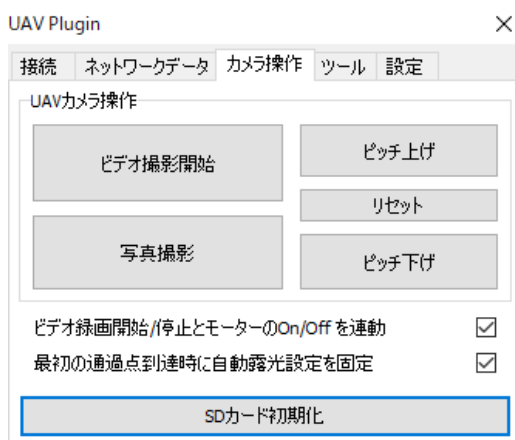 UAV Plugin
接続 ネットワークデータ カメラ操作 ツール 設定
UAVカメラ操作
ビデオ撮影開始
ピッチ上げ
リセット
写真撮影
ピッチ下げ
ビデオ録画開始/停止とモーターのOn/Off を連動
最初の通過点到達時に自動露光設定を固定
SDカード初期化